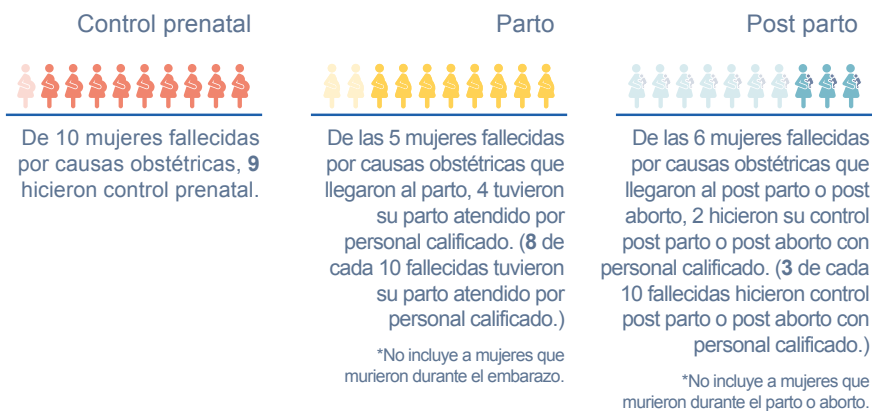 Control prenatal
De 10 mujeres fallecidas
por causas obstétricas, 9
hicieron control prenatal.
Parto
De las 5 mujeres fallecidas
por causas obstétricas que
llegaron al parto, 4 tuvieron
su parto atendido por
personal calificado. (8 de
cada 10 fallecidas tuvieron
su parto atendido por
personal calificado.)
*No incluye a mujeres que
murieron durante el embarazo.
Post parto
De las 6 mujeres fallecidas
por causas obstétricas que
llegaron al post parto o post
aborto, 2 hicieron su control
post parto o post aborto con
personal calificado. (3 de cada
10 fallecidas hicieron control
post parto o post aborto con
personal calificado.)
*No incluye a mujeres que
murieron durante el parto o aborto.